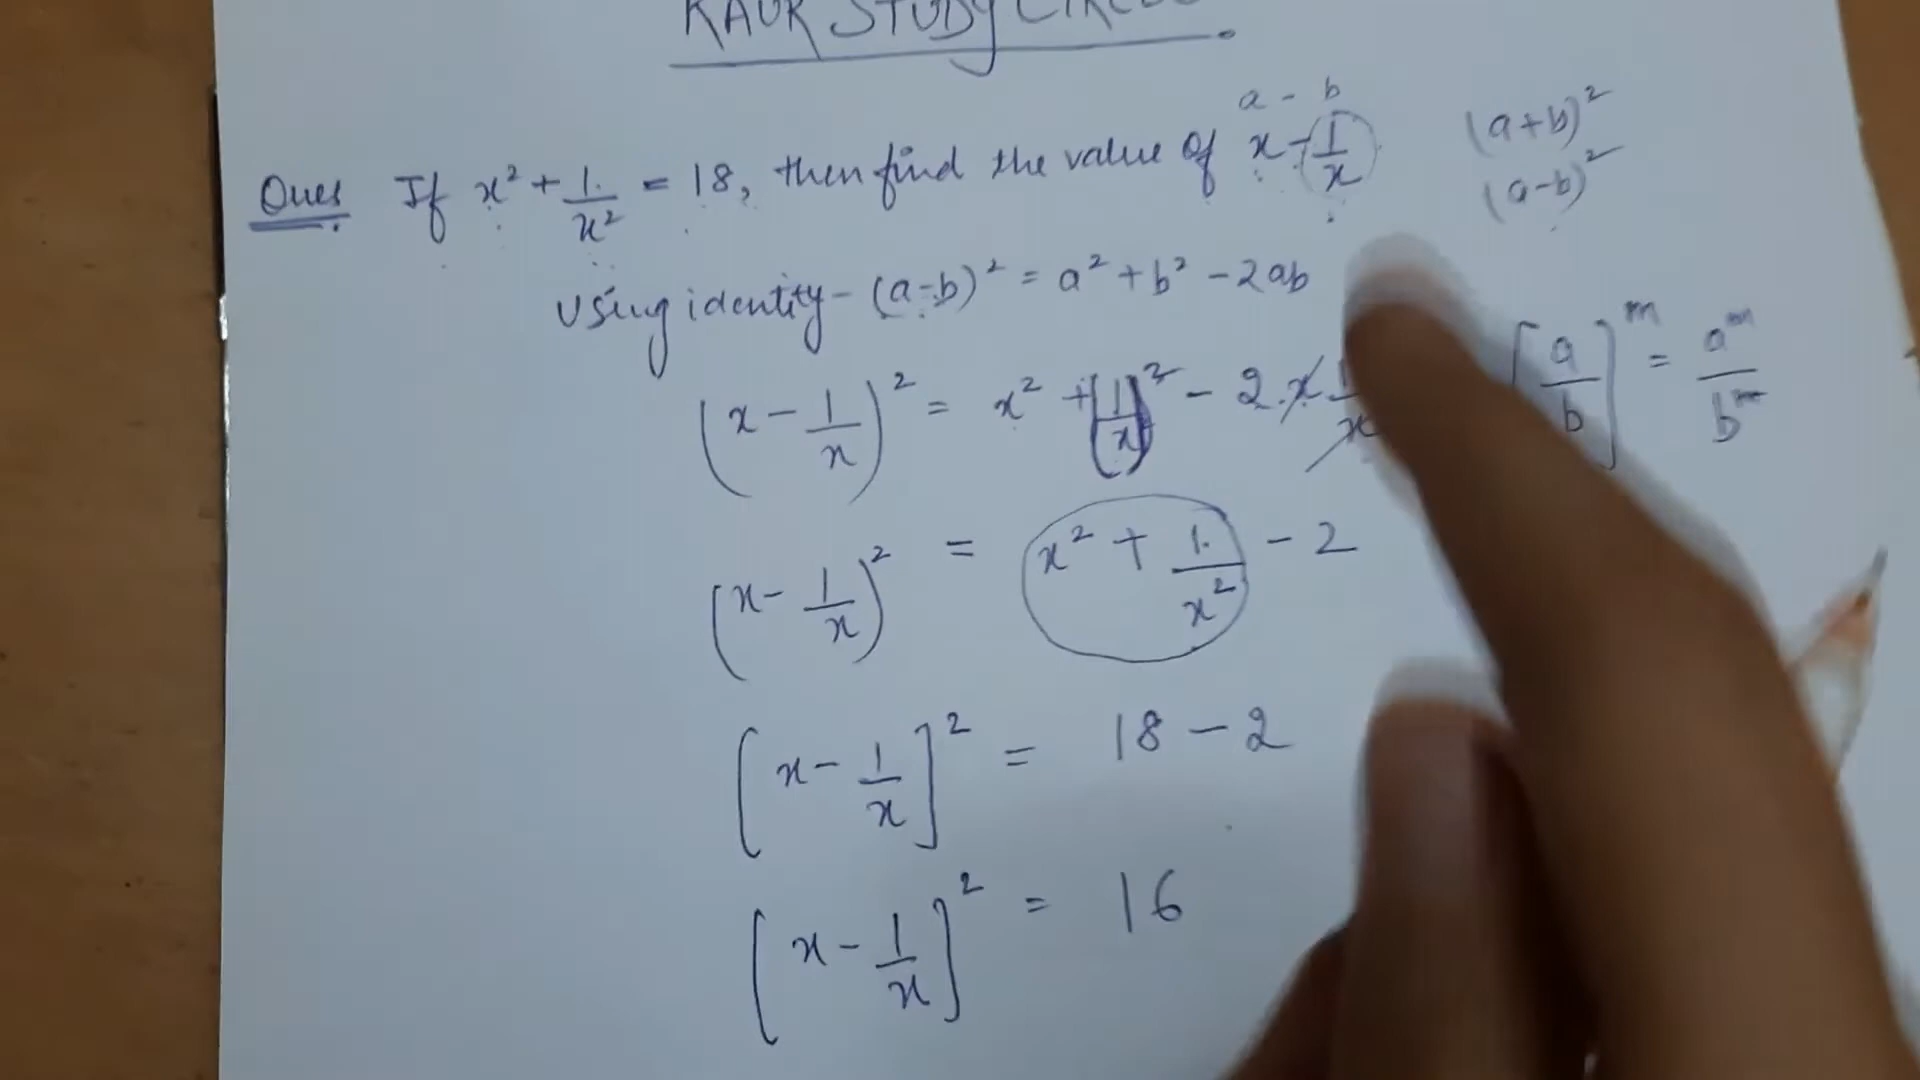 KAUR STUDY
a - b
Ques If x² + 1/x² = 18, then find the value of x - 1/x
(a+b)²
(a-b)²
Using identity - (a-b)² = a² + b² - 2ab
(x - 1/x)² = x² + (1/x)² - 2.x
[a/b]^m = a^m/b^m
(x - 1/x)² = x² + 1/x² - 2
[x - 1/x]² = 18 - 2
[x - 1/x]² = 16